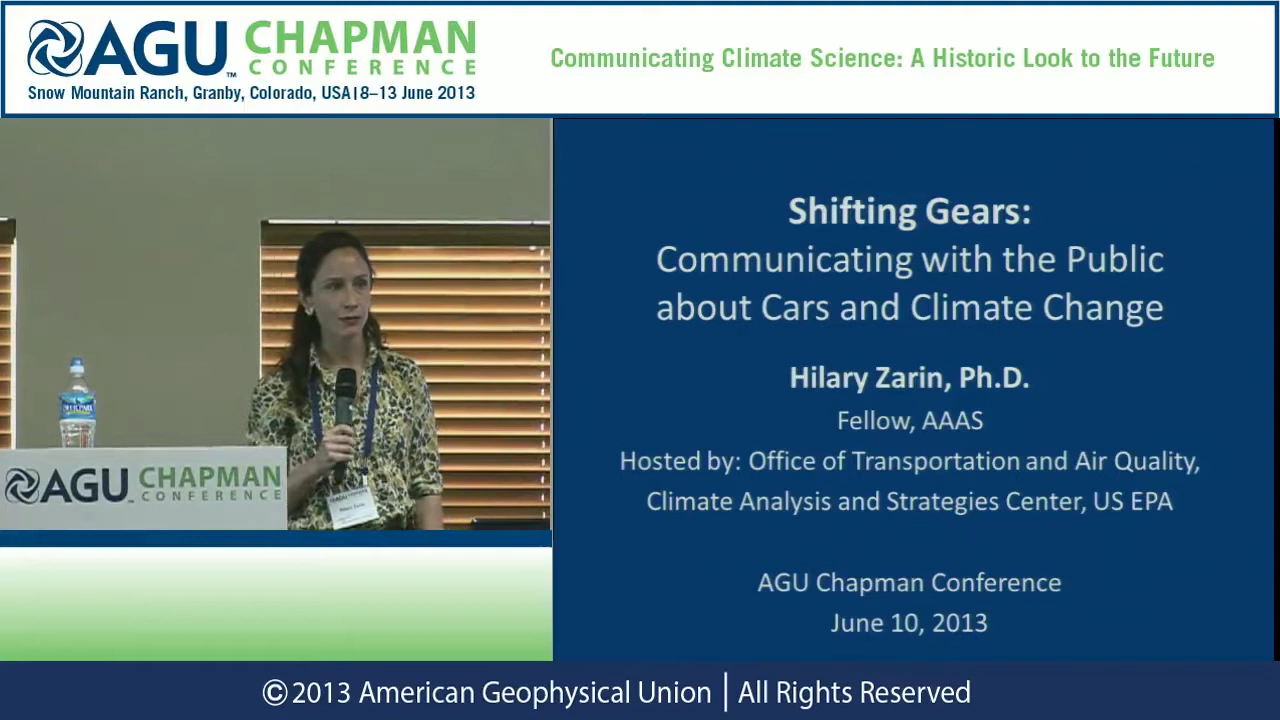 AGU CHAPMAN
CONFERENCE
Snow Mountain Ranch, Granby, Colorado, USA|8–13 June 2013
Communicating Climate Science: A Historic Look to the Future
Shifting Gears:
Communicating with the Public
about Cars and Climate Change
Hilary Zarin, Ph.D.
Fellow, AAAS
Hosted by: Office of Transportation and Air Quality,
Climate Analysis and Strategies Center, US EPA
AGU Chapman Conference
June 10, 2013
AGU CHAPMAN
CONFERENCE
©2013 American Geophysical Union | All Rights Reserved